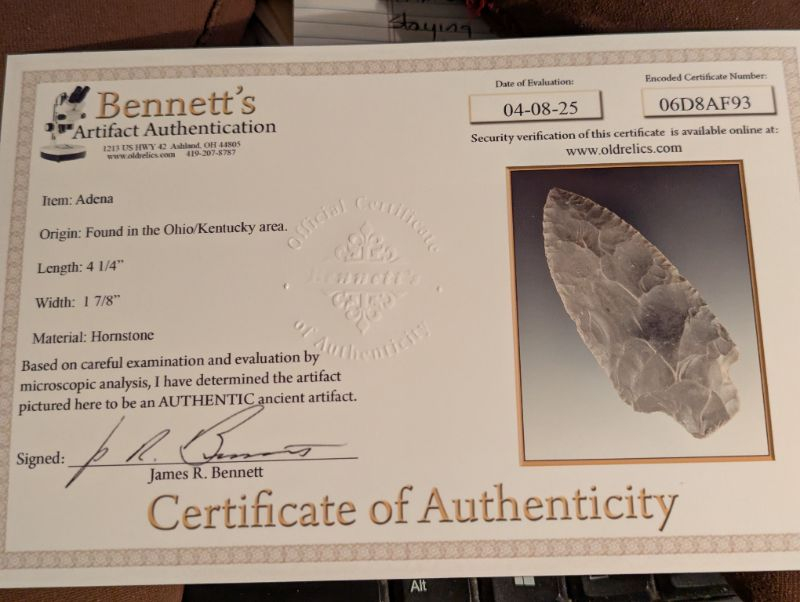 staying
Bennett's
Artifact Authentication
1213 US HWY 42 Ashland, OH 44805
www.oldrelics.com 419-207-8787
Date of Evaluation:
04-08-25
Encoded Certificate Number:
06D8AF93
Security verification of this certificate is available online at:
www.oldrelics.com
Item: Adena
Origin: Found in the Ohio/Kentucky area.
Length: 4 1/4”
Width: 1 7/8”
Material: Hornstone
Official Certificate
Bennett's
of Authenticity
Based on careful examination and evaluation by
microscopic analysis, I have determined the artifact
pictured here to be an AUTHENTIC ancient artifact.
Signed:
James R. Bennett
Certificate of Authenticity
Alt